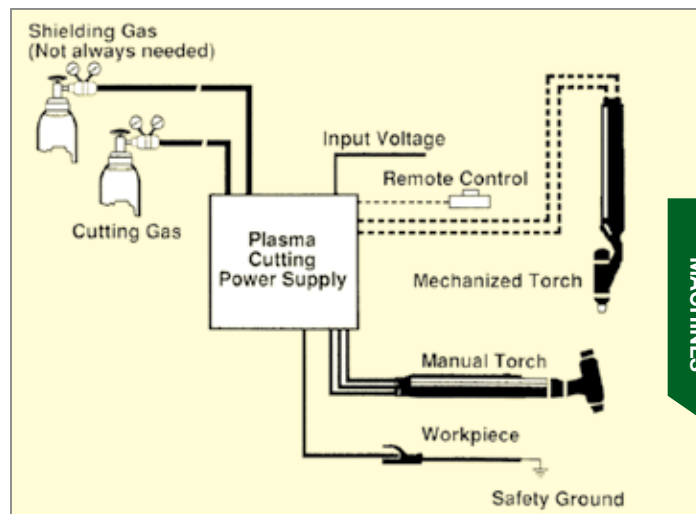 Shielding Gas
(Not always needed)
Input Voltage
Remote Control
Cutting Gas
Plasma
Cutting
Power Supply
Mechanized Torch
MACHINES
Manual Torch
Workpiece
Safety Ground